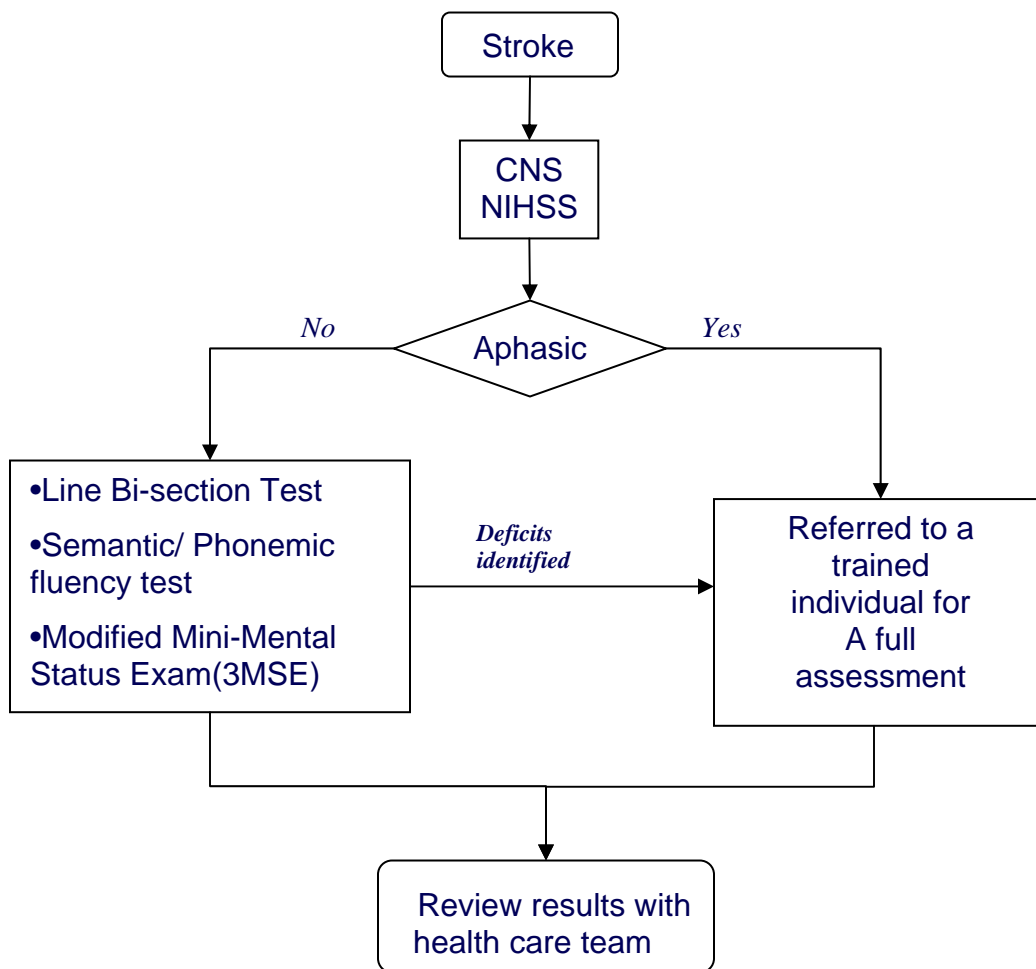 Stroke
CNS
NIHSS
No
Yes
Aphasic
•Line Bi-section Test
•Semantic/ Phonemic
fluency test
•Modified Mini-Mental
Status Exam(3MSE)
Deficits
identified
Referred to a
trained
individual for
A full
assessment
Review results with
health care team